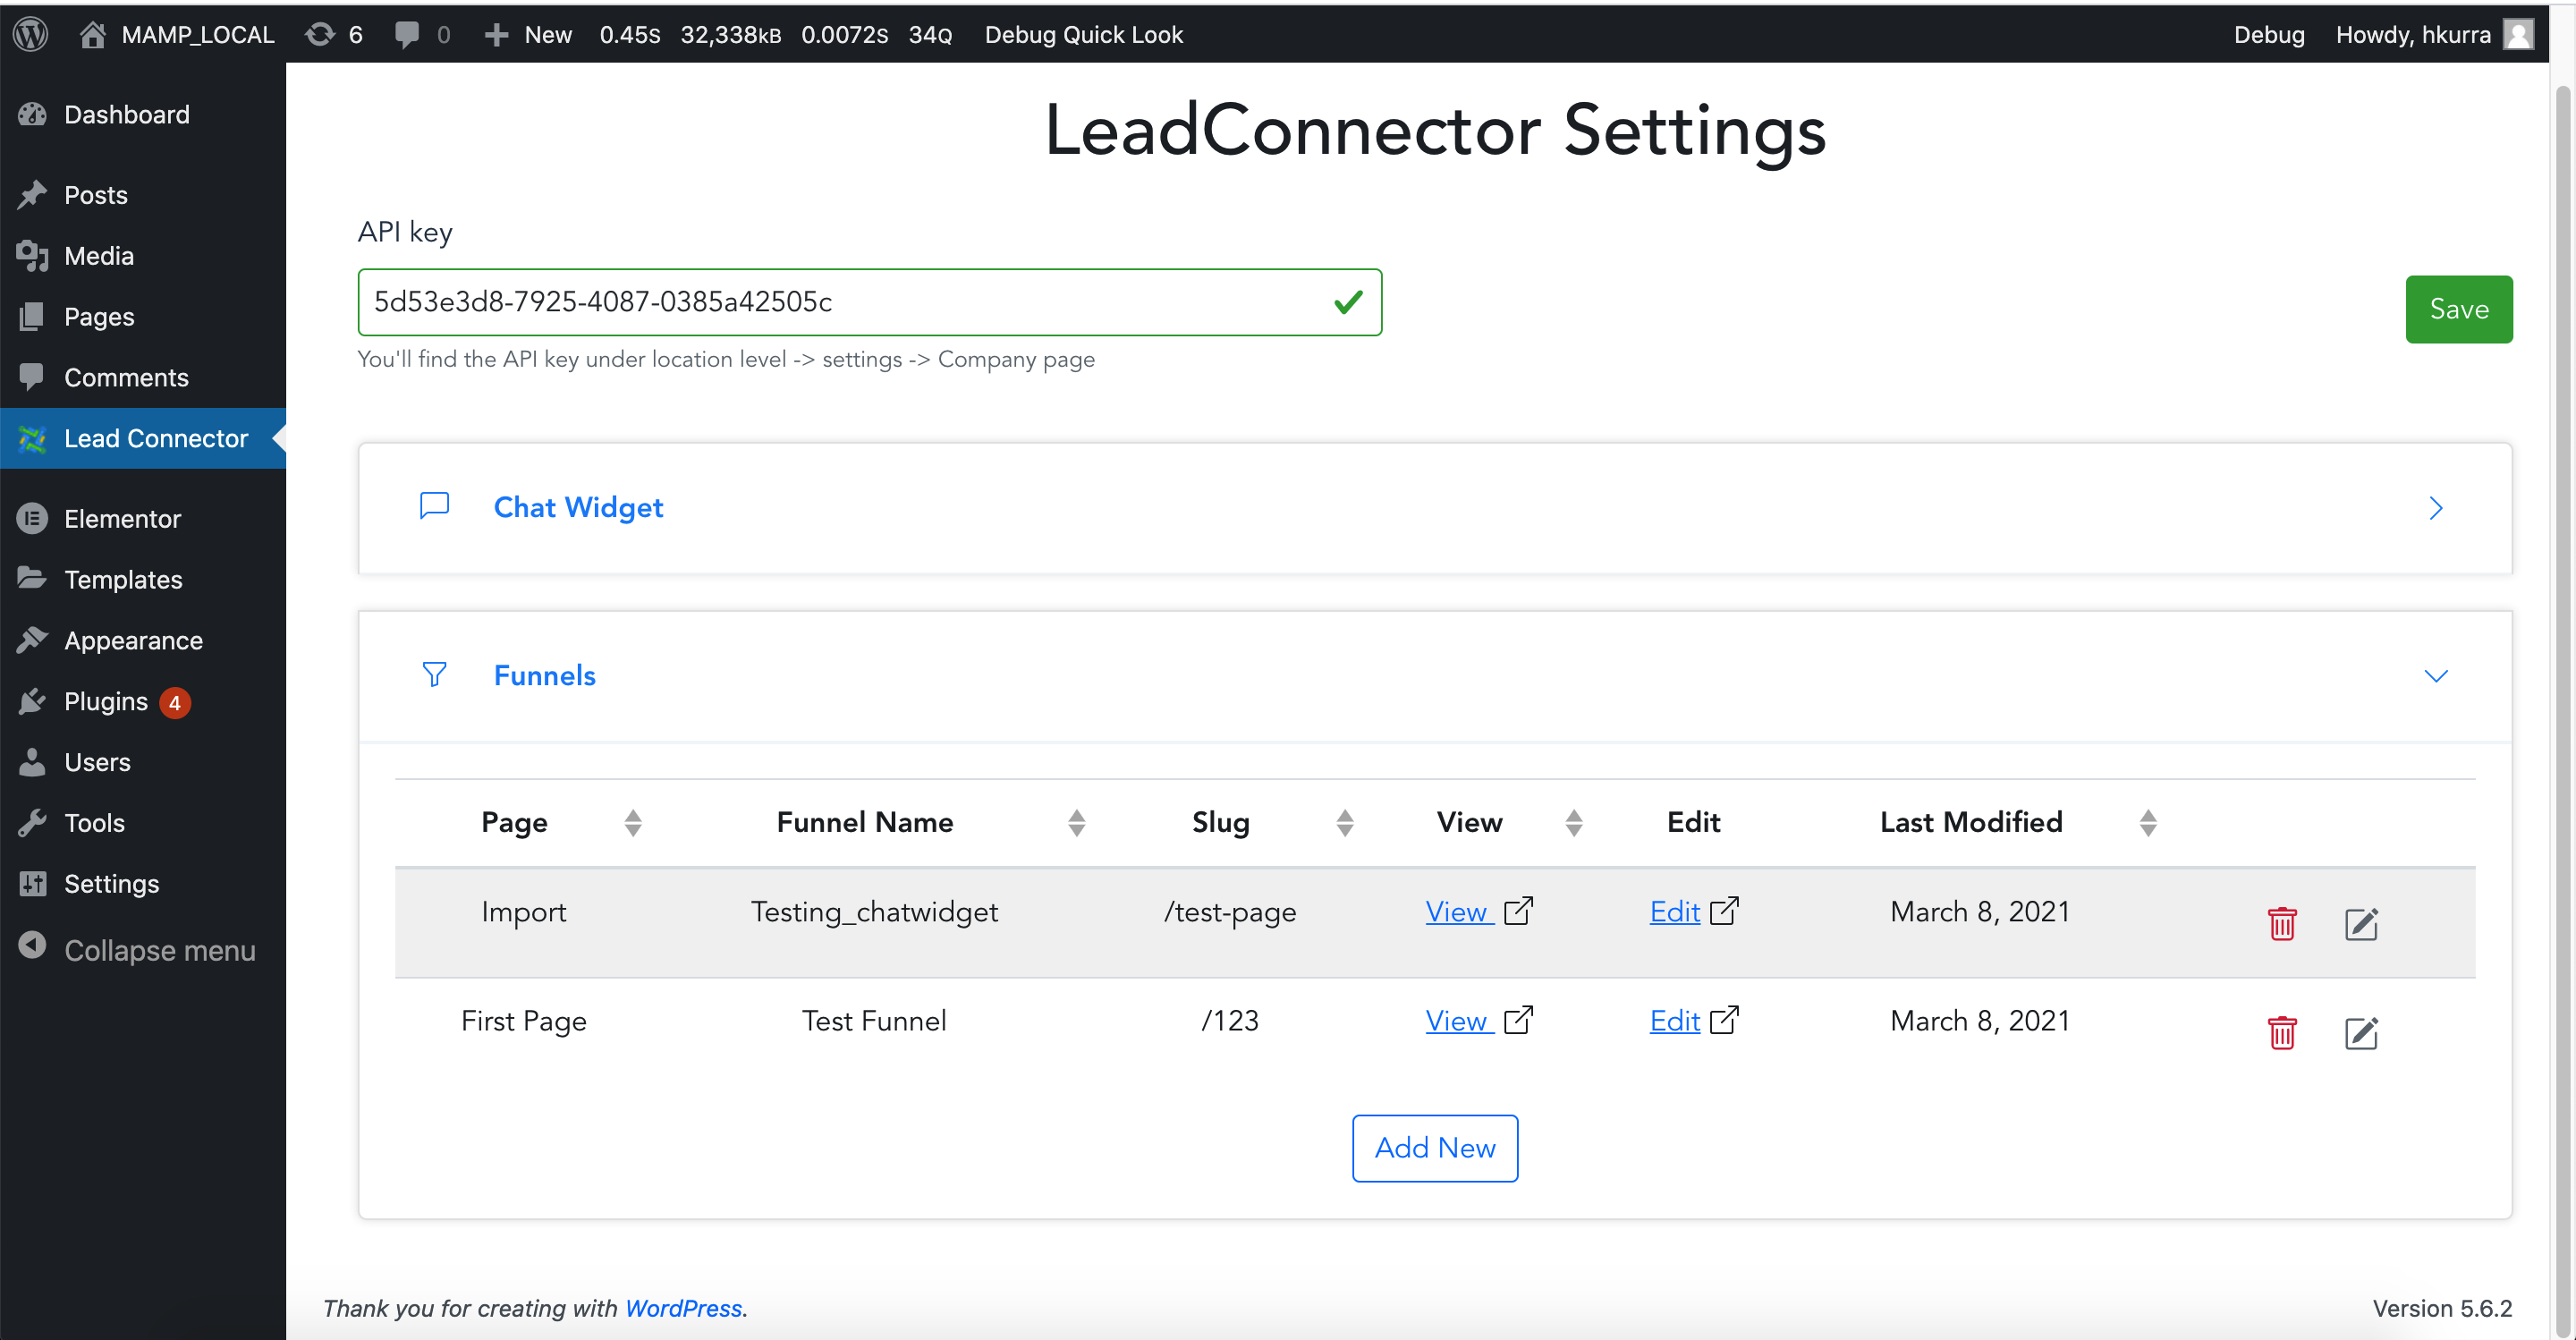 MAMP_LOCAL 6 0 New 0.45S 32,338KB 0.0072S 34Q Debug Quick Look Debug Howdy, hkurra
Dashboard
Posts
Media
Pages
Comments
Lead Connector
Elementor
Templates
Appearance
Plugins 4
Users
Tools
Settings
Collapse menu
LeadConnector Settings
API key
5d53e3d8-7925-4087-0385a42505c
Save
You'll find the API key under location level -> settings -> Company page
Chat Widget
Funnels
Page Funnel Name Slug View Edit Last Modified
Import Testing_chatwidget /test-page View Edit March 8, 2021
First Page Test Funnel /123 View Edit March 8, 2021
Add New
Thank you for creating with WordPress. Version 5.6.2